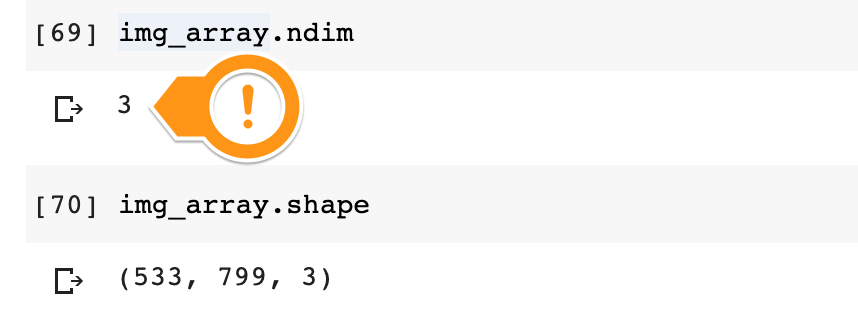 [69] img_array.ndim
3 !
[70] img_array.shape
(533, 799, 3)